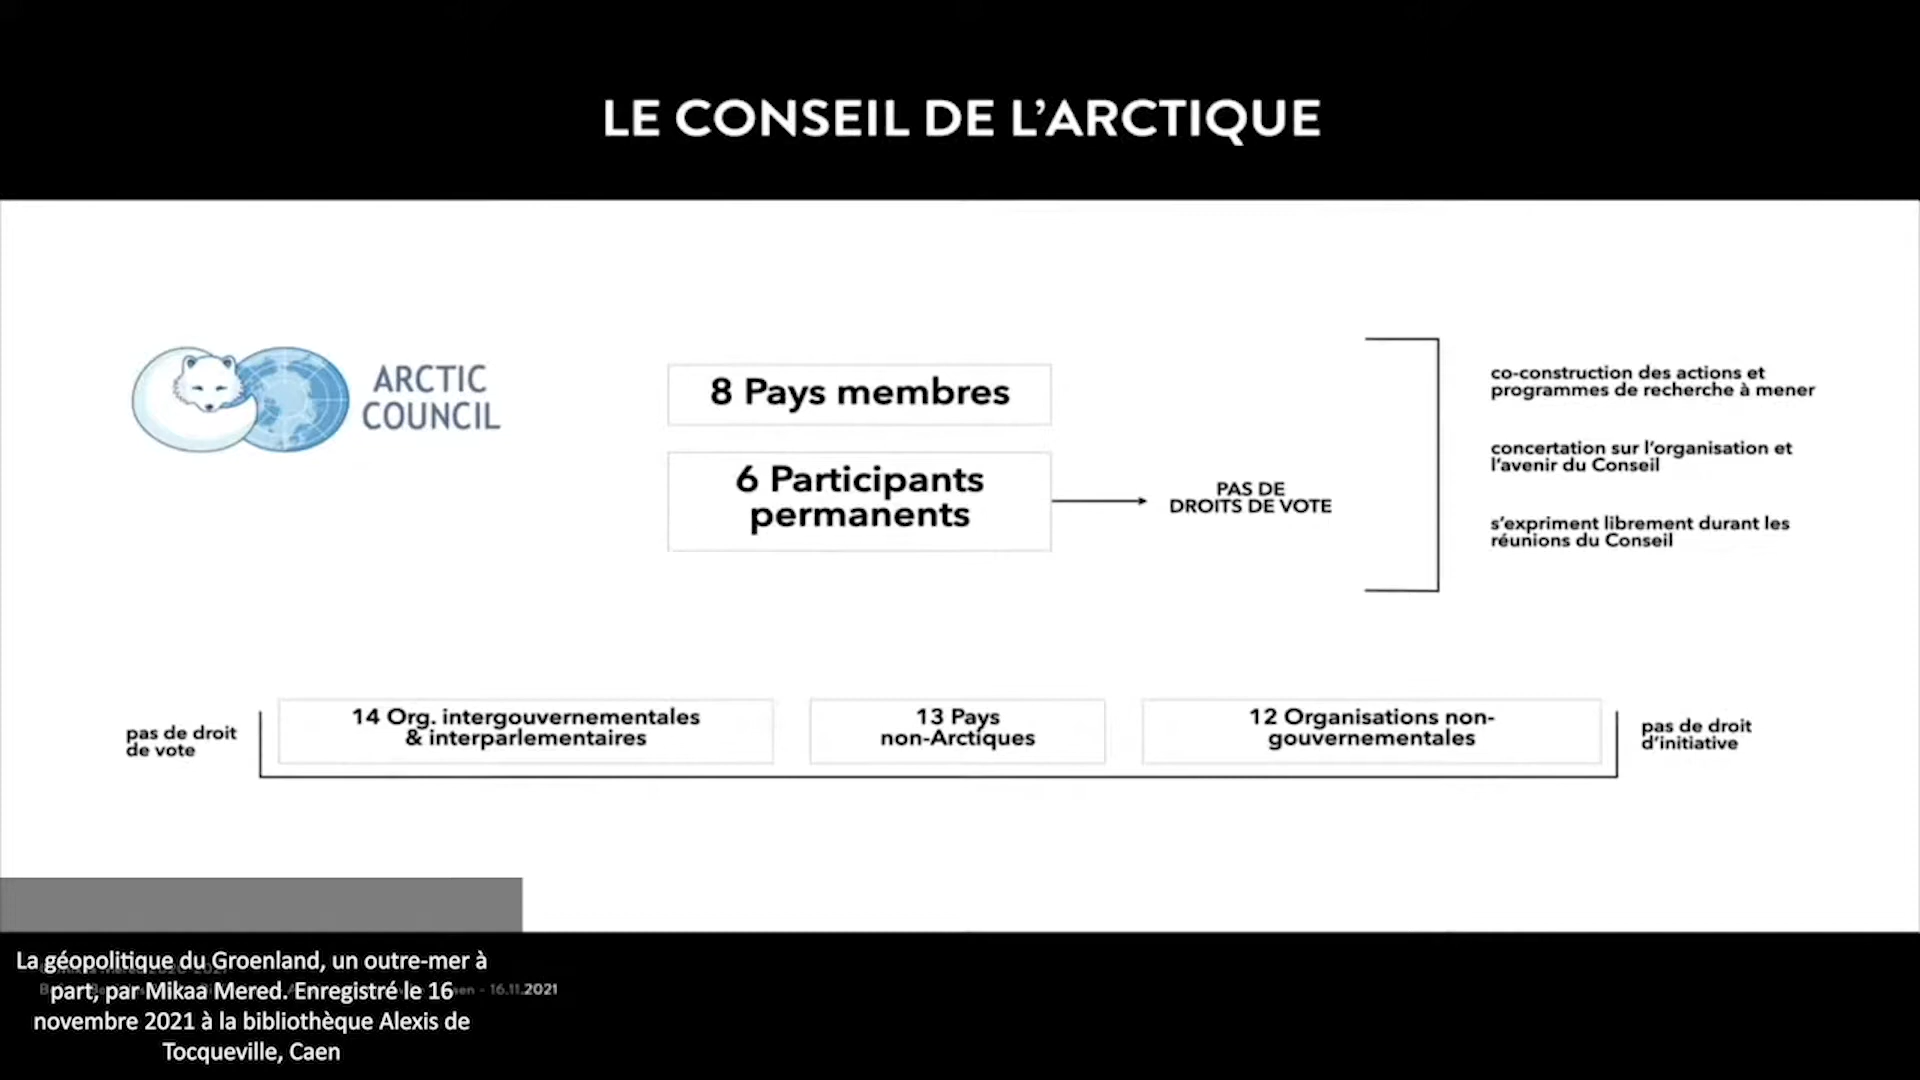 LE CONSEIL DE L’ARCTIQUE
ARCTIC
COUNCIL
8 Pays membres
6 Participants
permanents
PAS DE
DROITS DE VOTE
co-construction des actions et
programmes de recherche à mener
concertation sur l’organisation et
l’avenir du Conseil
s’expriment librement durant les
réunions du Conseil
pas de droit
de vote
14 Org. intergouvernementales
& interparlementaires
13 Pays
non-Arctiques
12 Organisations non-
gouvernementales
pas de droit
d’initiative
La géopolitique du Groenland, un outre-mer à
part, par Mikaa Mered. Enregistré le 16
novembre 2021 à la bibliothèque Alexis de
Tocqueville, Caen
- 16.11.2021